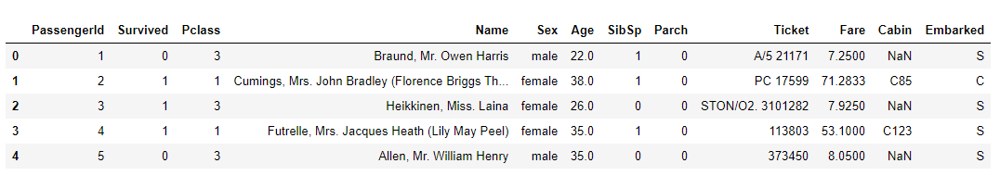 PassengerId Survived Pclass Name Sex Age SibSp Parch Ticket Fare Cabin Embarked
0 1 0 3 Braund, Mr. Owen Harris male 22.0 1 0 A/5 21171 7.2500 NaN S
1 2 1 1 Cumings, Mrs. John Bradley (Florence Briggs Th... female 38.0 1 0 PC 17599 71.2833 C85 C
2 3 1 3 Heikkinen, Miss. Laina female 26.0 0 0 STON/O2. 3101282 7.9250 NaN S
3 4 1 1 Futrelle, Mrs. Jacques Heath (Lily May Peel) female 35.0 1 0 113803 53.1000 C123 S
4 5 0 3 Allen, Mr. William Henry male 35.0 0 0 373450 8.0500 NaN S